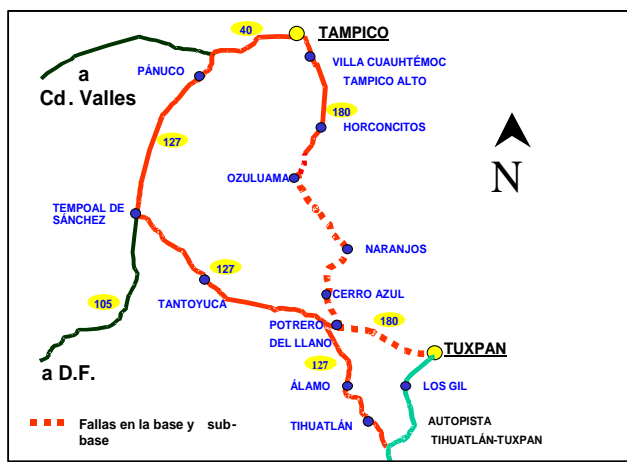 40
TAMPICO
VILLA CUAUHTÉMOC
TAMPICO ALTO
PÁNUCO
a
Cd. Valles
180
HORCONCITOS
127
OZULUAMA
N
TEMPOAL DE
SÁNCHEZ
NARANJOS
127
TANTOYUCA
CERRO AZUL
105
POTRERO
DEL LLANO
180
TUXPAN
a D.F.
127
ÁLAMO
LOS GIL
TIHUATLÁN
AUTOPISTA
TIHUATLÁN-TUXPAN
Fallas en la base y sub-
base